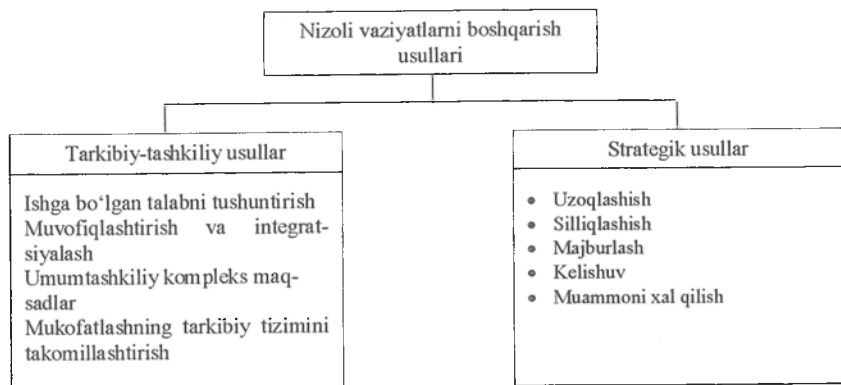 Nizoli vaziyatlarni boshqarish
usullari
Tarkibiy-tashkiliy usullar
Ishga bo‘lgan talabni tushuntirish
Muvofiqlashtirish va integrat-
siyalash
Umumtashkiliy kompleks maq-
sadlar
Mukofatlashning tarkibiy tizimini
takomillashtirish
Strategik usullar
• Uzoqlashish
• Silliqlashish
• Majburlash
• Kelishuv
• Muammoni xal qilish